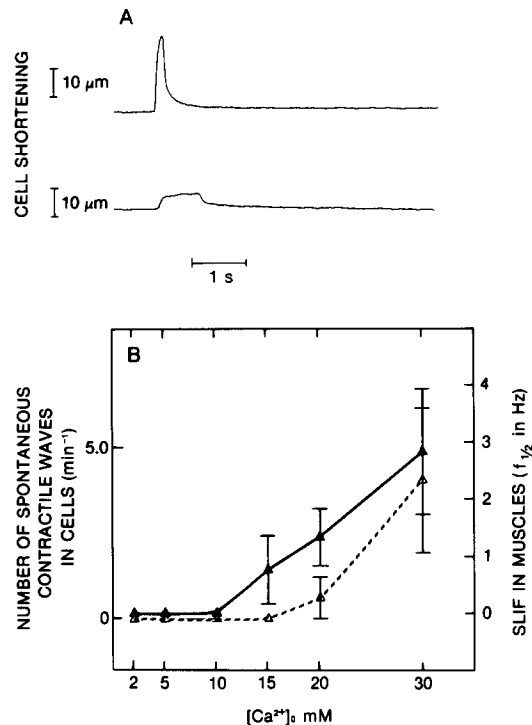 A
CELL SHORTENING
10 μm
10 μm
1 s
B
NUMBER OF SPONTANEOUS
CONTRACTILE WAVES
IN CELLS (min⁻¹)
5.0
0
4
3
2
1
0
SLIF IN MUSCLES (f1/2 in Hz)
2 5 10 15 20 30
[Ca²⁺]₀ mM